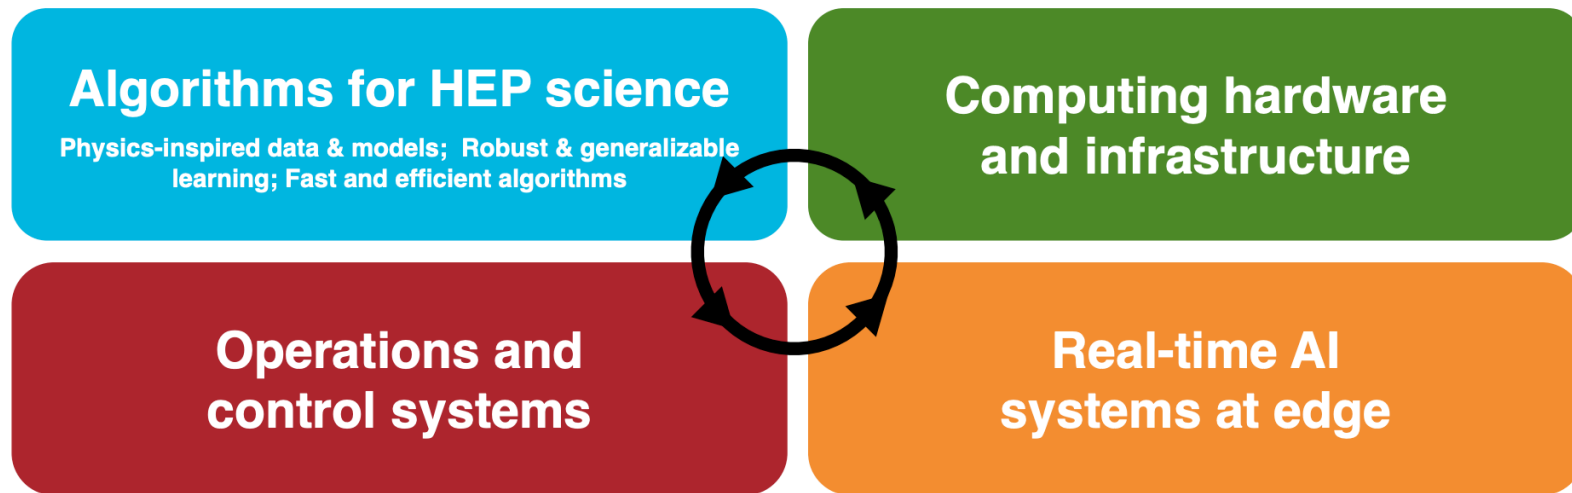 Algorithms for HEP science
Physics-inspired data & models; Robust & generalizable
learning; Fast and efficient algorithms
Computing hardware
and infrastructure
Operations and
control systems
Real-time AI
systems at edge